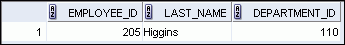 EMPLOYEE_ID LAST_NAME DEPARTMENT_ID
1 205 Higgins 110